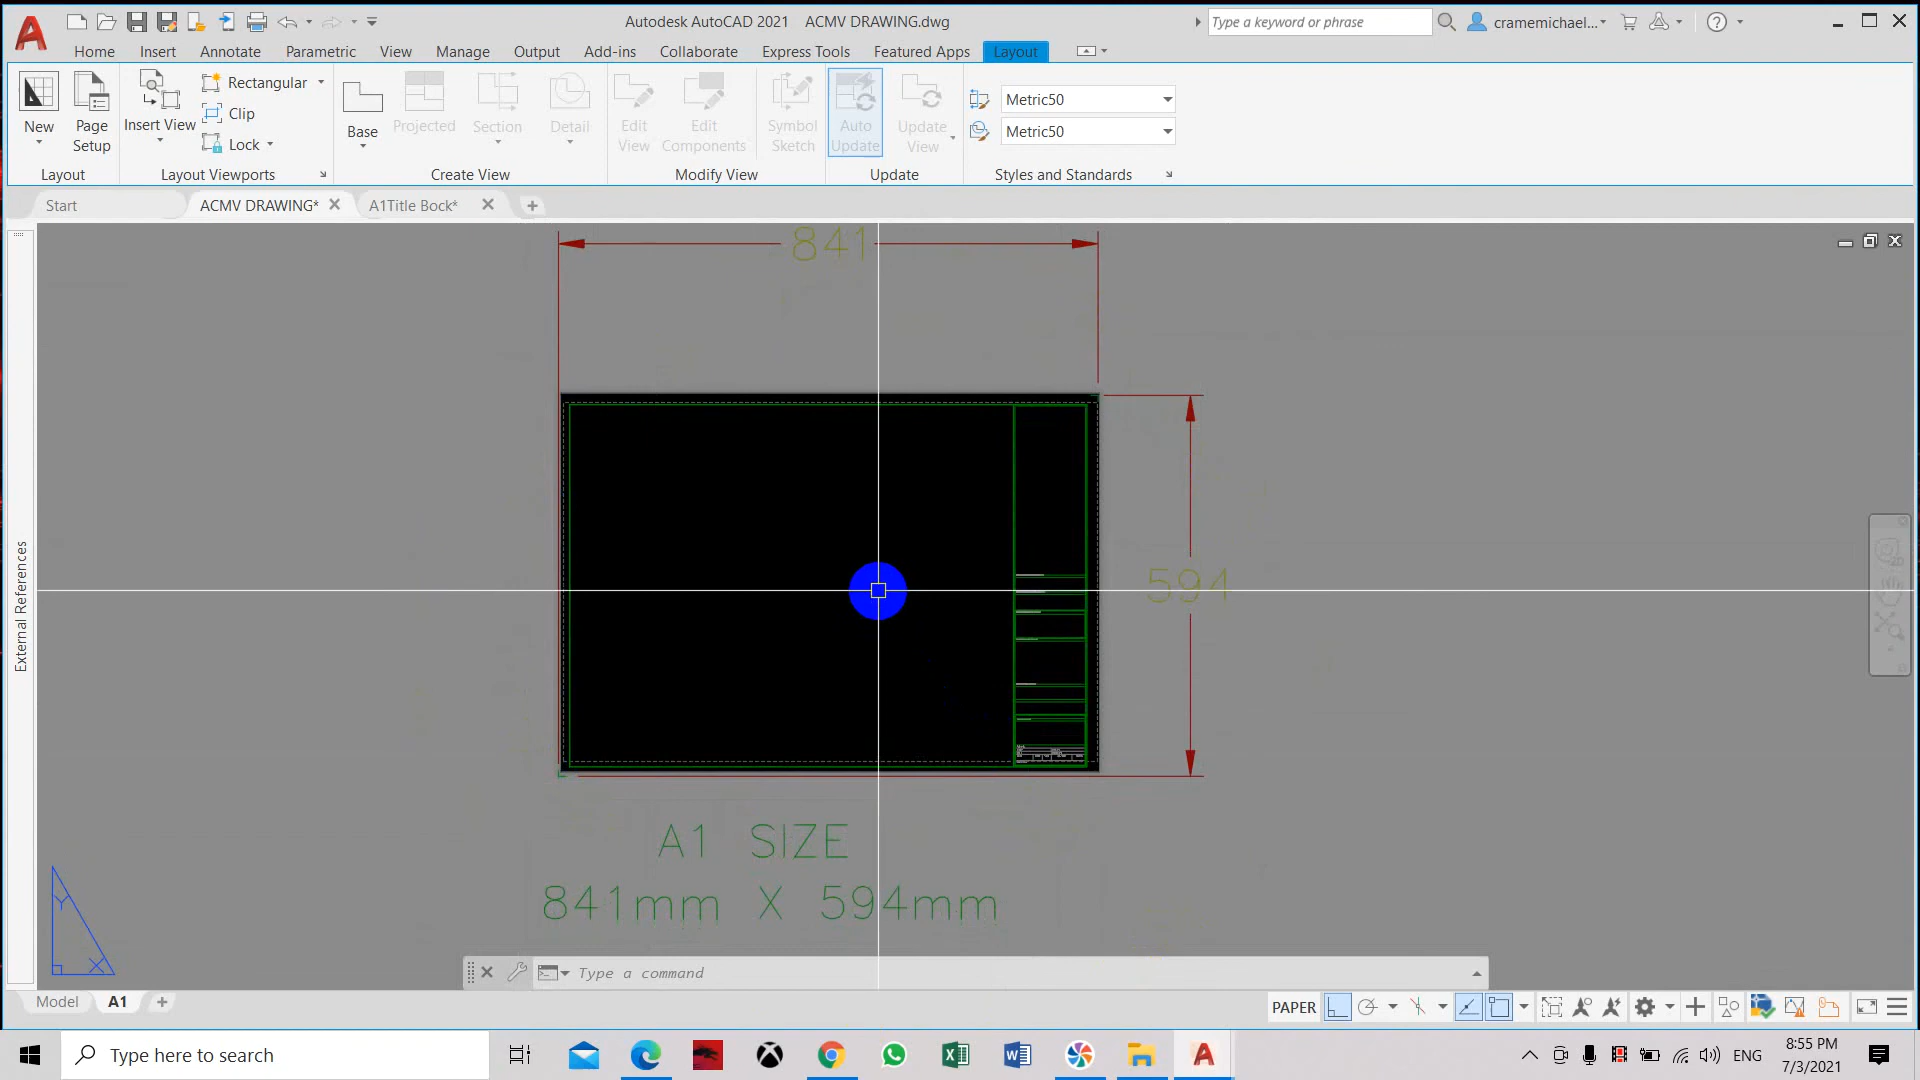 Autodesk AutoCAD 2021 ACMV DRAWING.dwg
Type a keyword or phrase
cramemichael...
Home Insert Annotate Parametric View Manage Output Add-ins Collaborate Express Tools Featured Apps Layout
New
Page Setup
Insert View
Rectangular
Clip
Lock
Base
Projected
Section
Detail
Edit View
Edit Components
Symbol Sketch
Auto Update
Update View
Metric50
Metric50
Layout
Layout Viewports
Create View
Modify View
Update
Styles and Standards
Start
ACMV DRAWING*
A1Title Bock*
841
594
External References
A1 SIZE
841mm X 594mm
Y
X
Type a command
Model
A1
PAPER
Type here to search
ENG
8:55 PM
7/3/2021